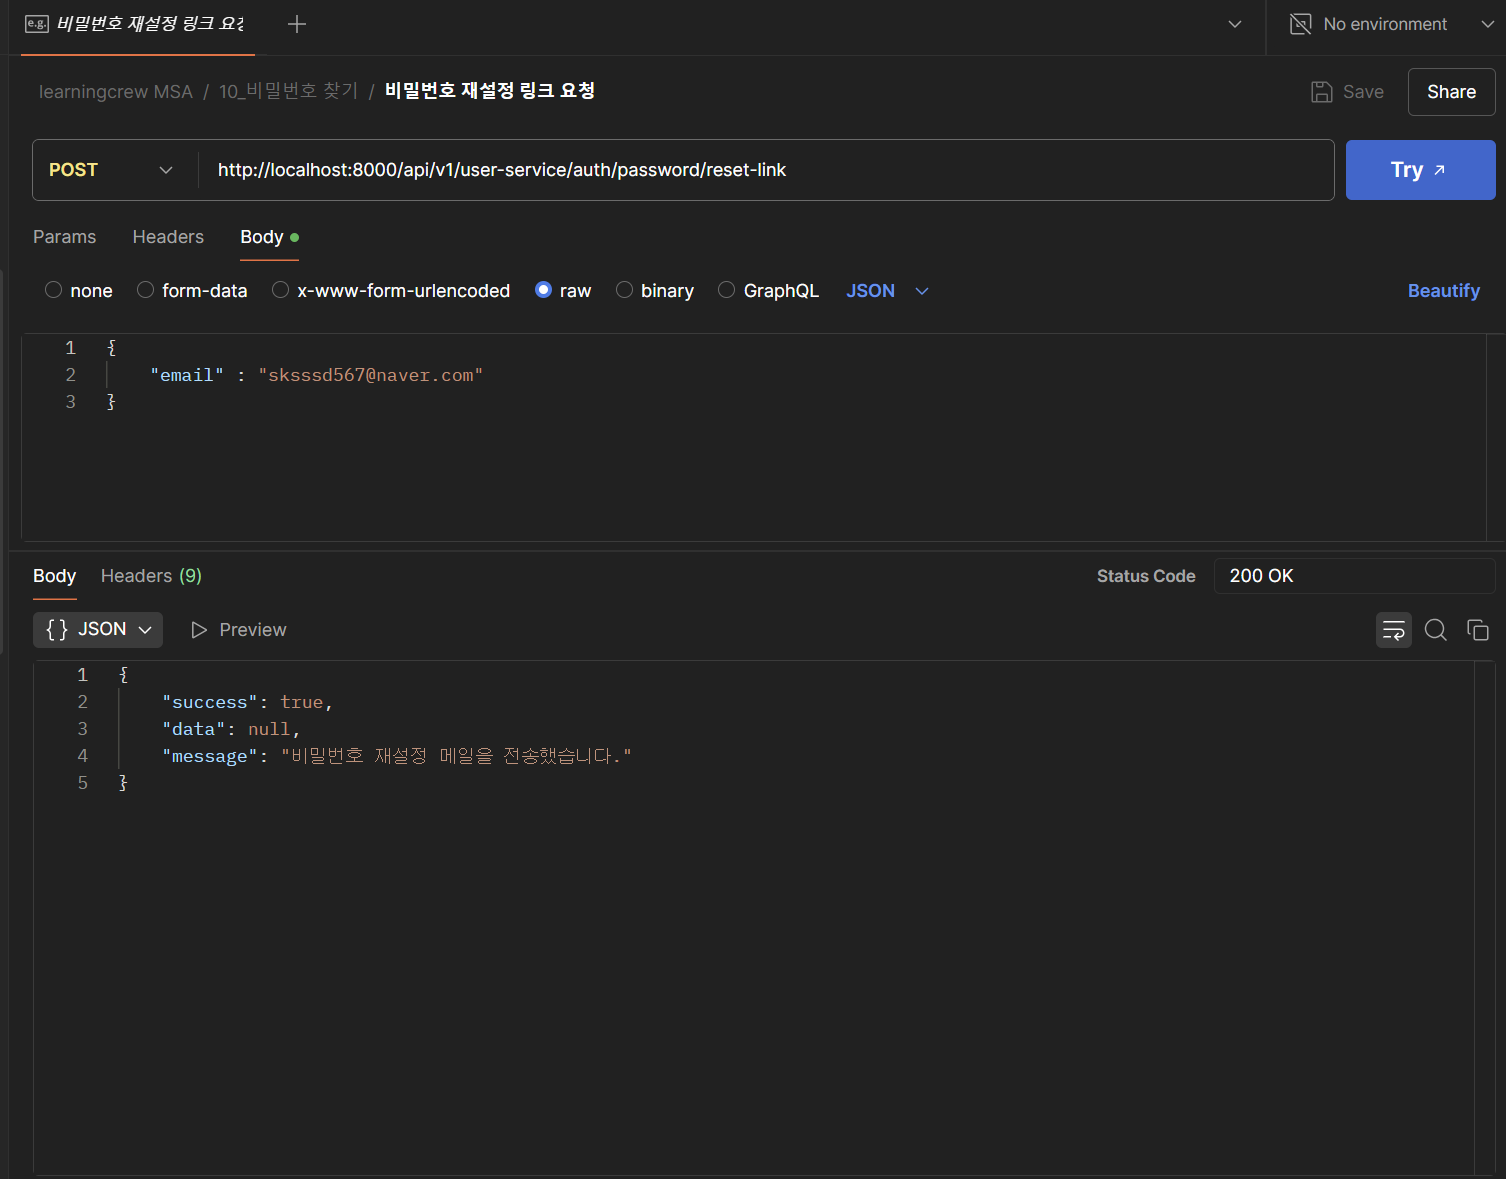 e.g. 비밀번호 재설정 링크 요청
No environment
learningcrew MSA / 10_비밀번호 찾기 / 비밀번호 재설정 링크 요청
Save
Share
POST
http://localhost:8000/api/v1/user-service/auth/password/reset-link
Try
Params Headers Body
none form-data x-www-form-urlencoded raw binary GraphQL JSON
Beautify
1 {
2 "email" : "sksssd567@naver.com"
3 }
Body Headers (9)
Status Code 200 OK
{} JSON Preview
1 {
2 "success": true,
3 "data": null,
4 "message": "비밀번호 재설정 메일을 전송했습니다."
5 }